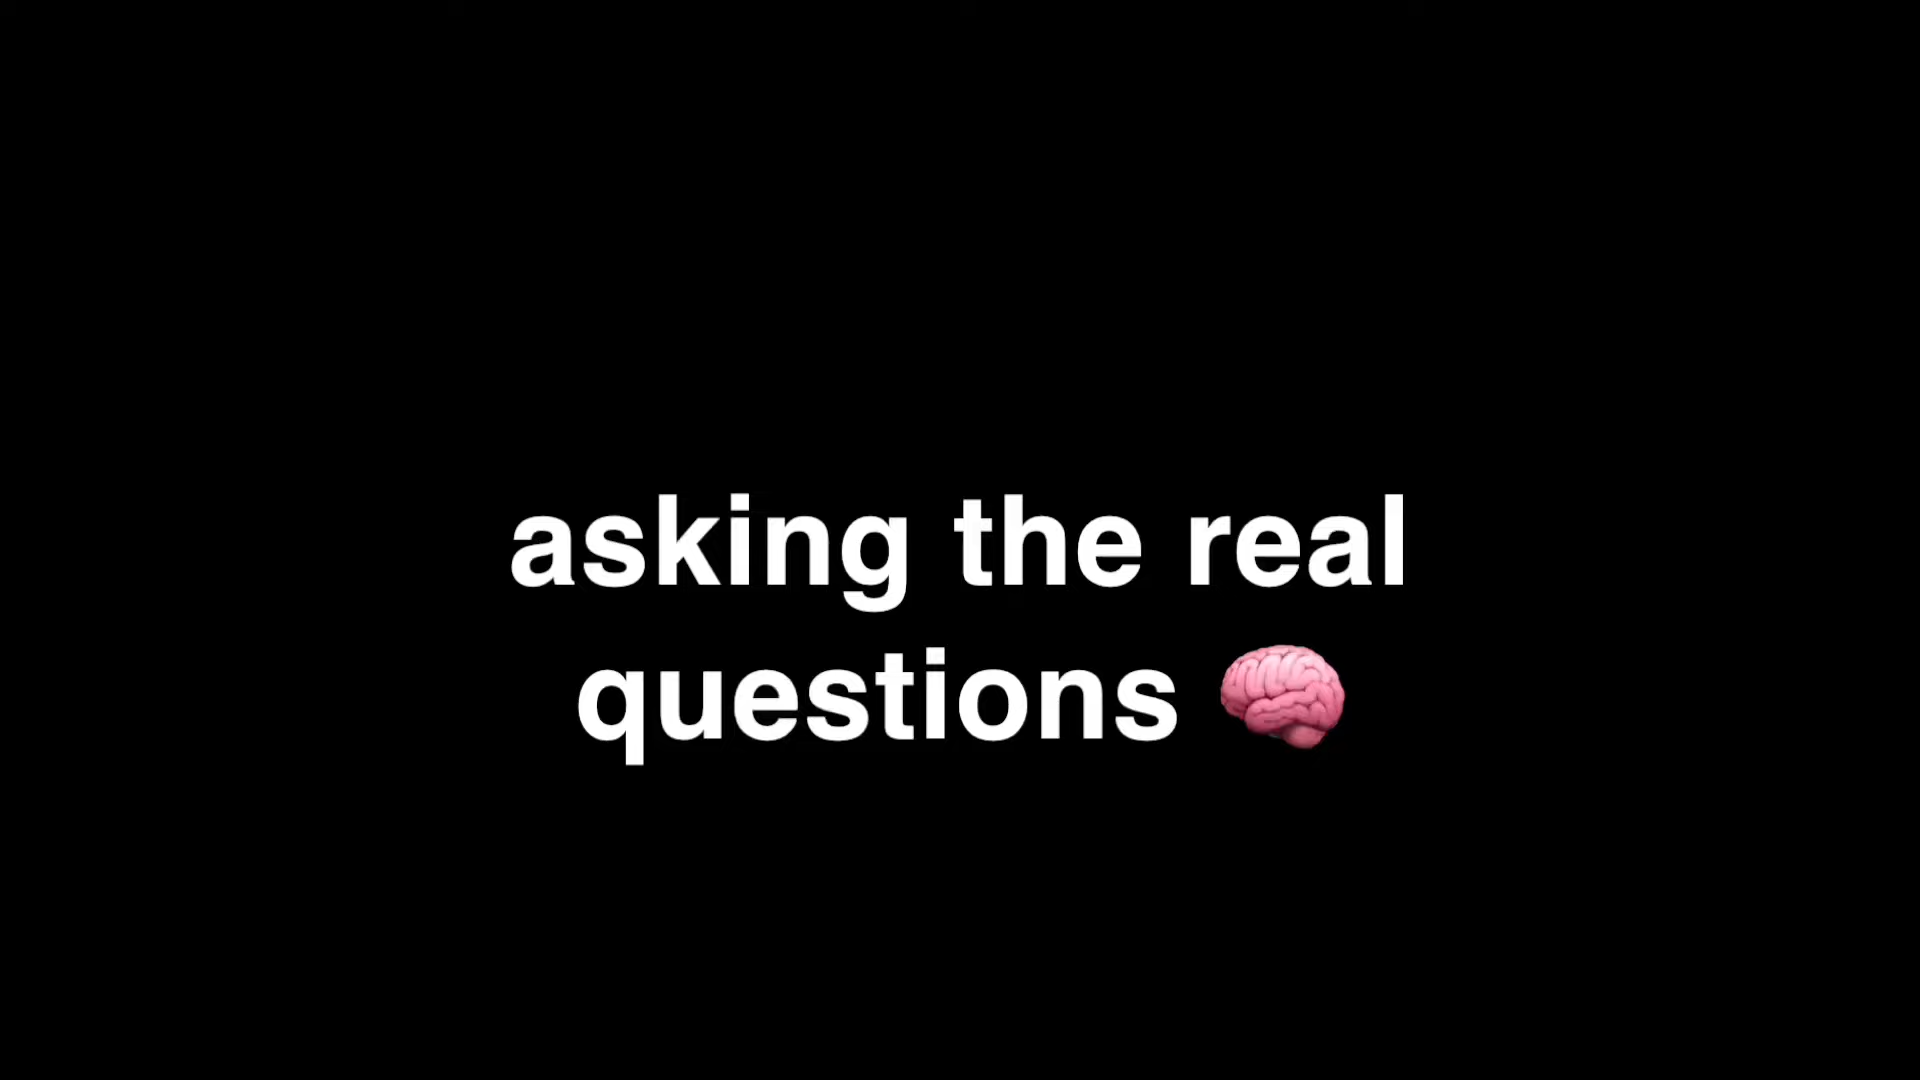 asking the real
questions 🧠